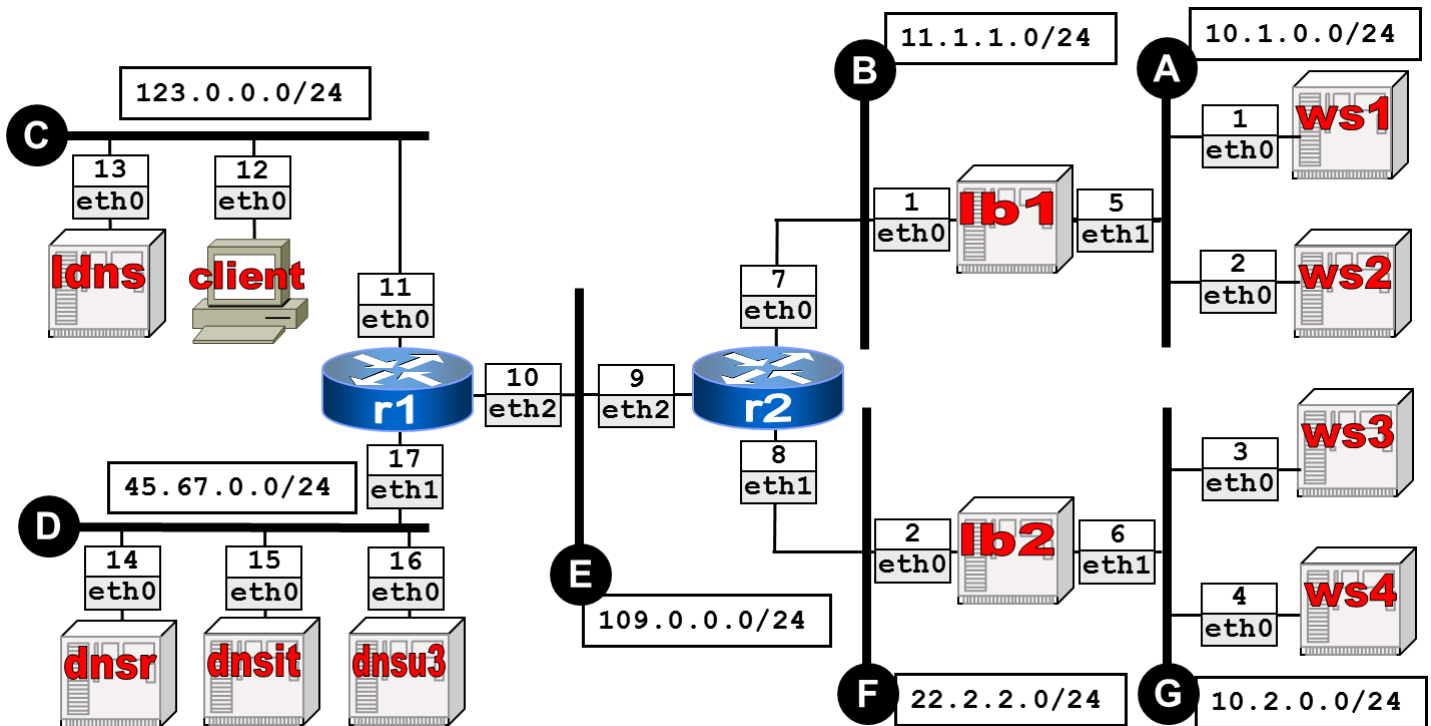 123.0.0.0/24
C
13
eth0
12
eth0
ldns
client
11
eth0
r1
10
eth2
17
eth1
45.67.0.0/24
D
14
eth0
15
eth0
16
eth0
dnsr
dnsit
dnsu3
E
109.0.0.0/24
9
eth2
r2
7
eth0
8
eth1
B
11.1.1.0/24
1
eth0
lb1
5
eth1
A
10.1.0.0/24
1
eth0
ws1
2
eth0
ws2
F
22.2.2.0/24
2
eth0
lb2
6
eth1
G
10.2.0.0/24
3
eth0
ws3
4
eth0
ws4